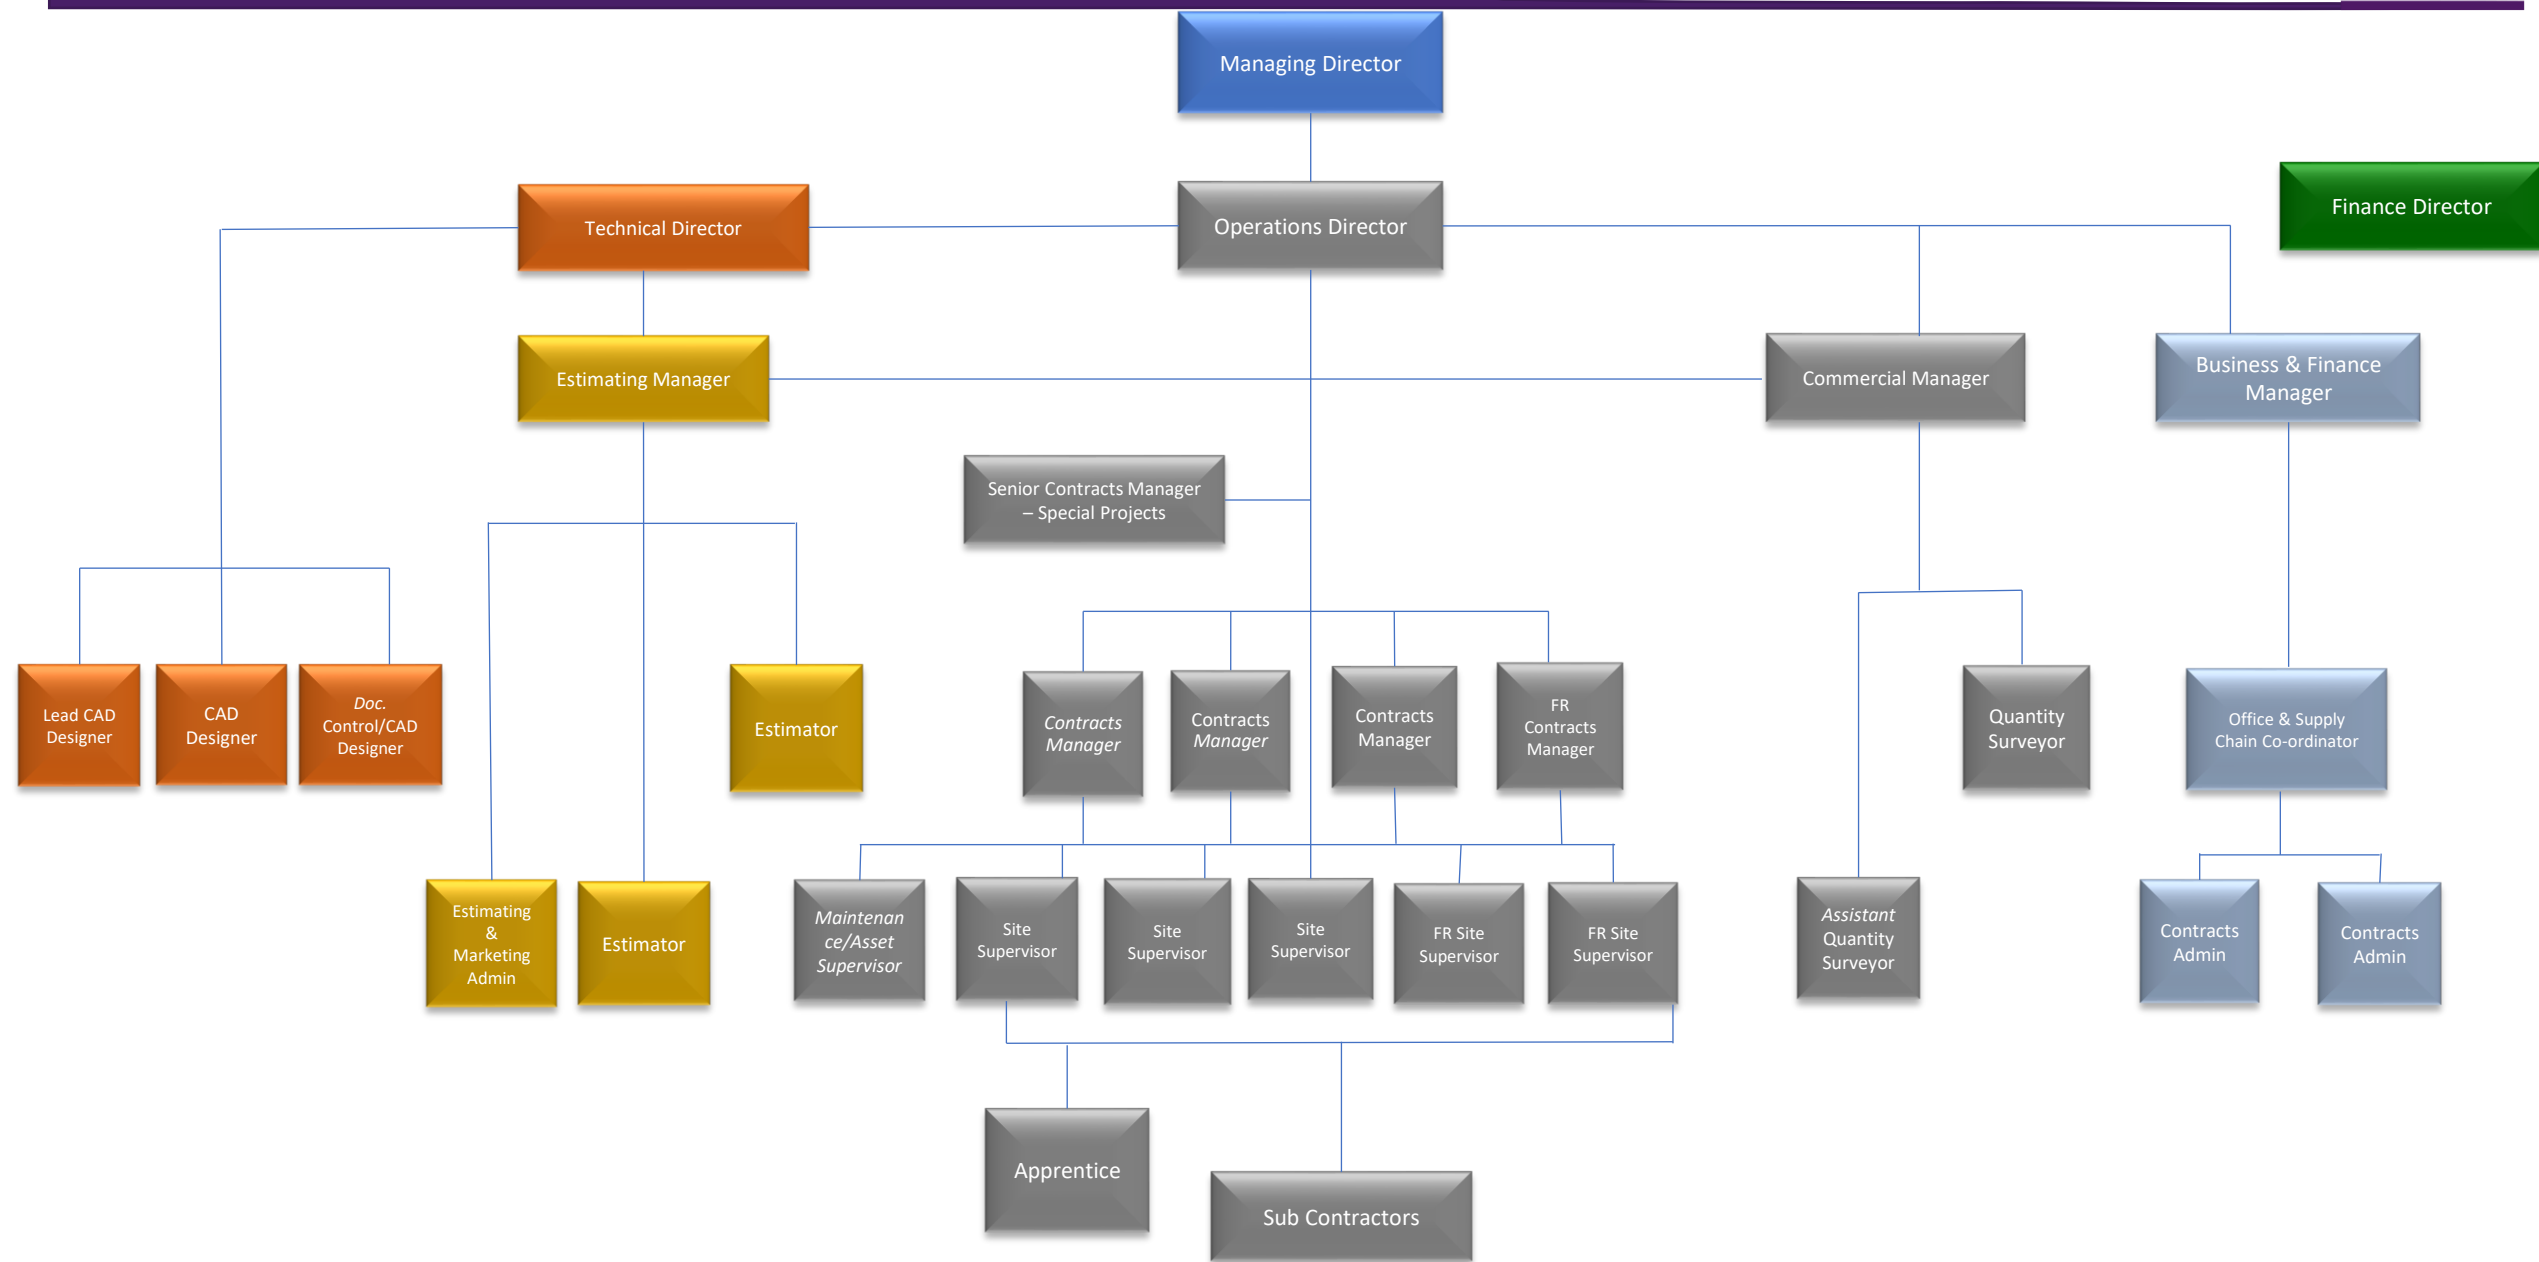 Managing Director
Finance Director
Technical Director
Operations Director
Estimating Manager
Commercial Manager
Business & Finance
Manager
Senior Contracts Manager
– Special Projects
Lead CAD
Designer
CAD
Designer
Doc.
Control/CAD
Designer
Estimator
Contracts
Manager
Contracts
Manager
Contracts
Manager
FR
Contracts
Manager
Quantity
Surveyor
Office & Supply
Chain Co-ordinator
Estimating
&
Marketing
Admin
Estimator
Maintenan
ce/Asset
Supervisor
Site
Supervisor
Site
Supervisor
Site
Supervisor
FR Site
Supervisor
FR Site
Supervisor
Assistant
Quantity
Surveyor
Contracts
Admin
Contracts
Admin
Apprentice
Sub Contractors